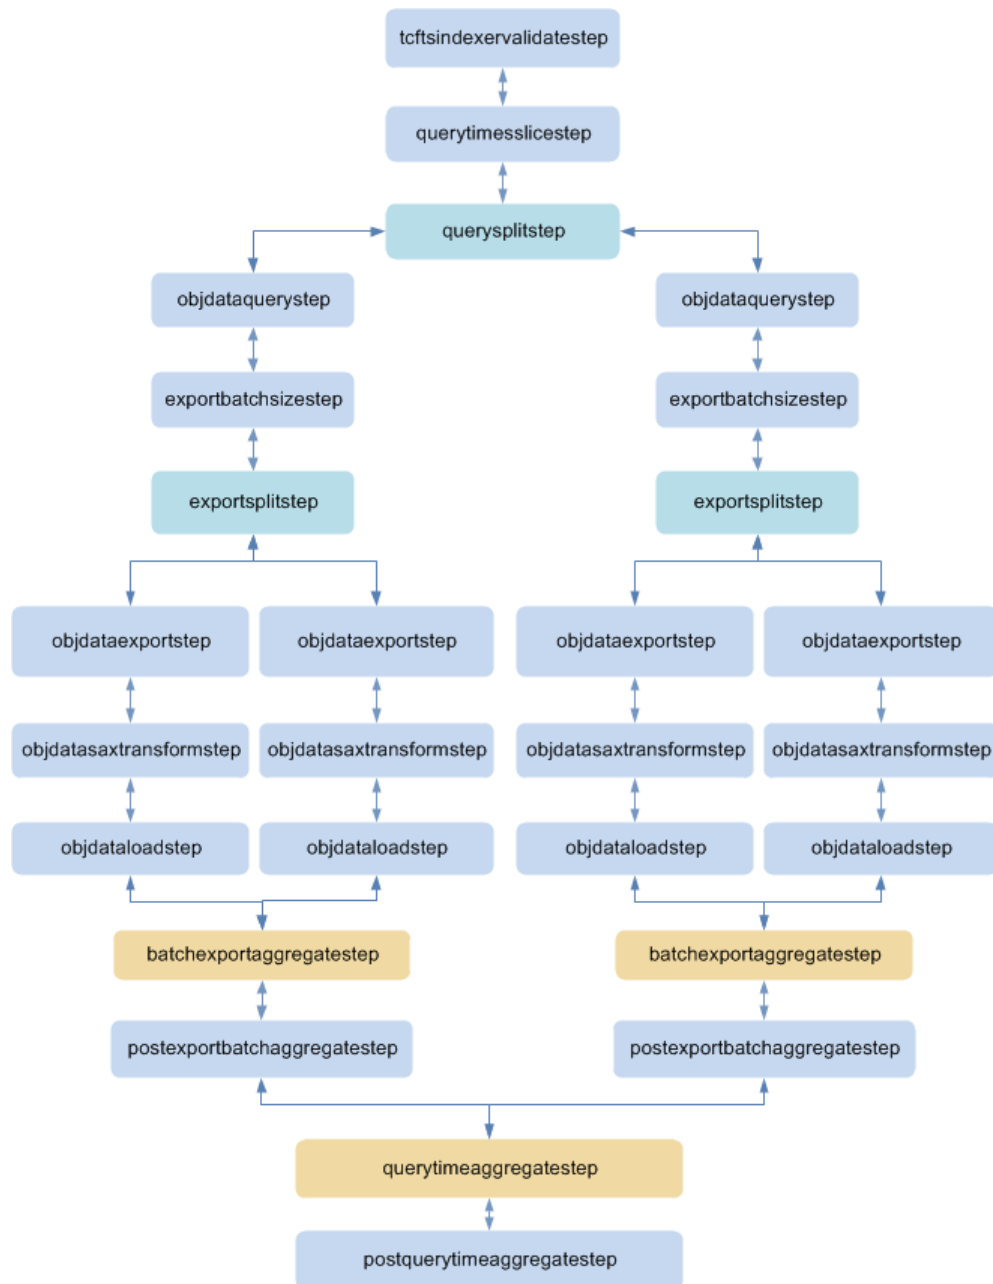 tcftsindexervalidatestep
querytimesslicestep
querysplitstep
objdataquerystep
objdataquerystep
exportbatchsizestep
exportbatchsizestep
exportsplitstep
exportsplitstep
objdataexportstep
objdataexportstep
objdataexportstep
objdataexportstep
objdatasaxtransformstep
objdatasaxtransformstep
objdatasaxtransformstep
objdatasaxtransformstep
objdataloadstep
objdataloadstep
objdataloadstep
objdataloadstep
batchexportaggregatestep
batchexportaggregatestep
postexportbatchaggregatestep
postexportbatchaggregatestep
querytimeaggregatestep
postquerytimeaggregatestep